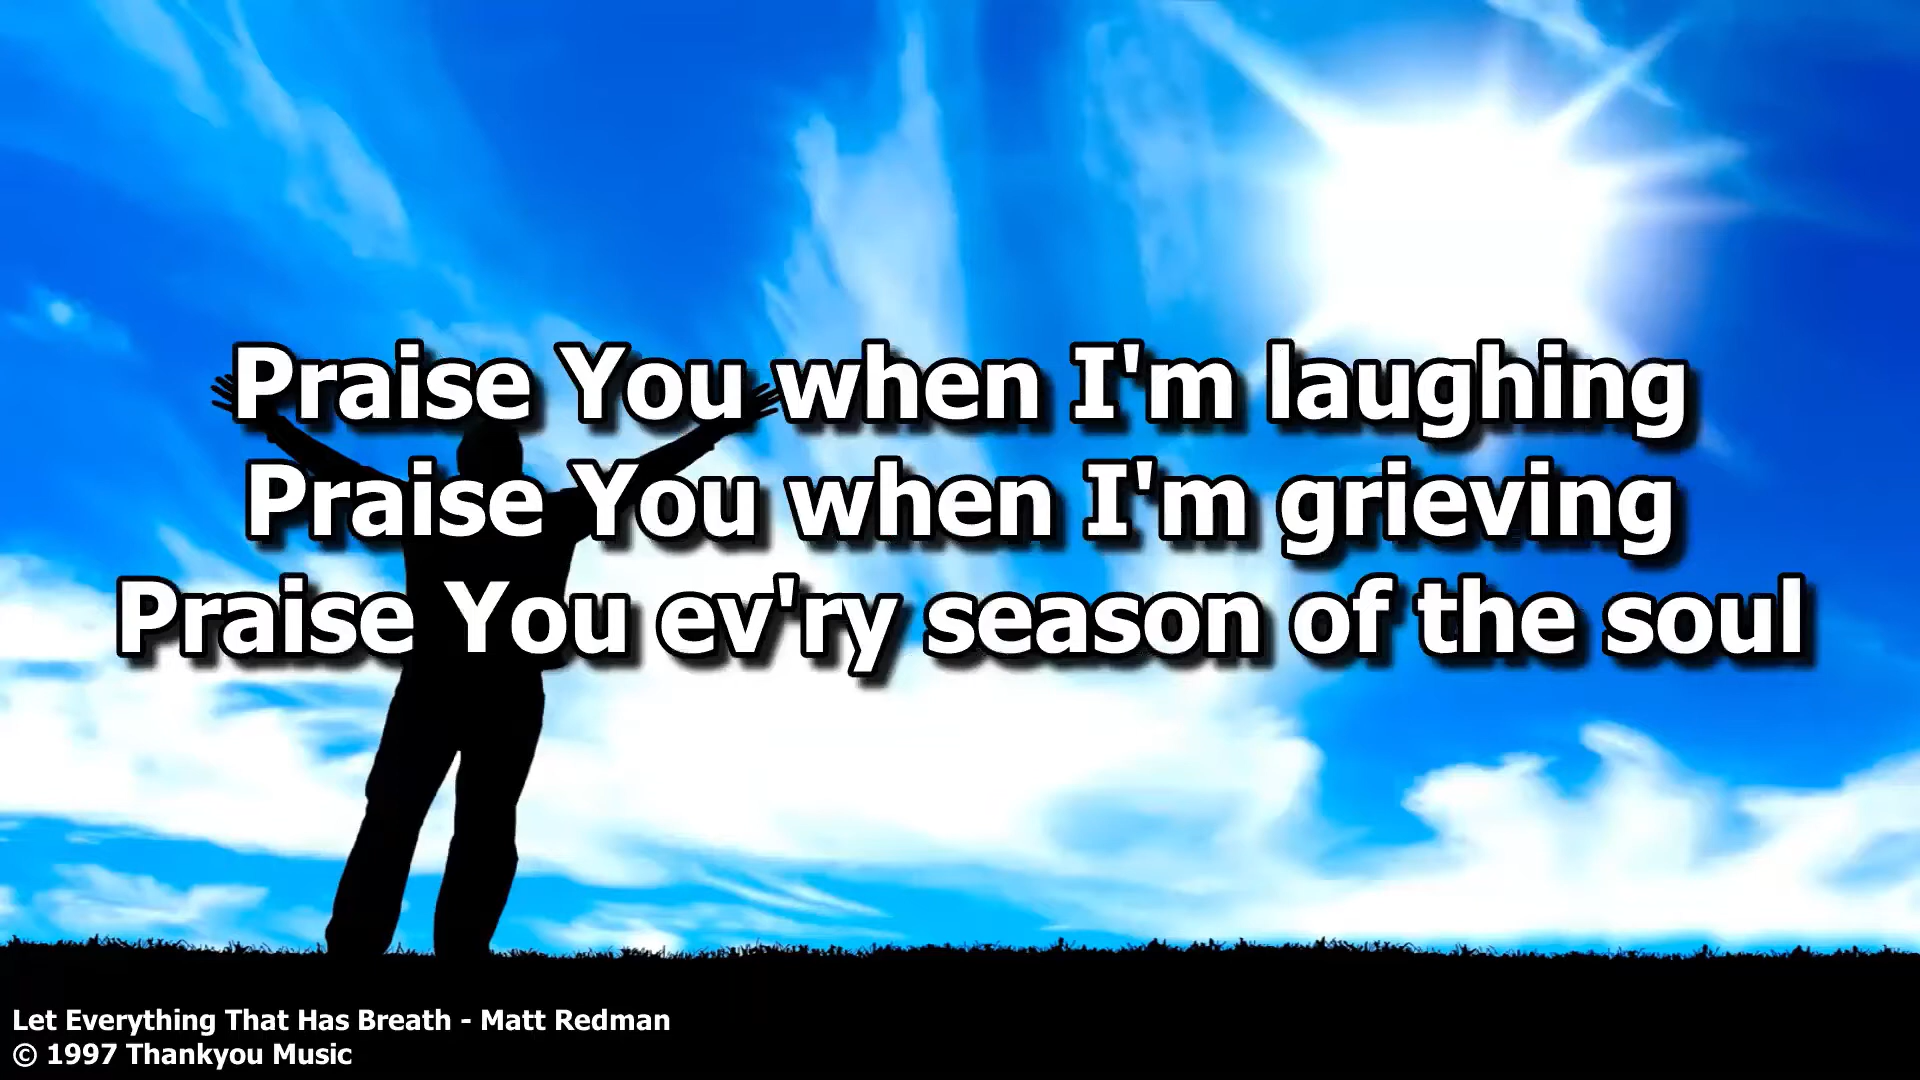 Praise You when I'm laughing
Praise You when I'm grieving
Praise You ev'ry season of the soul
Let Everything That Has Breath - Matt Redman
© 1997 Thankyou Music